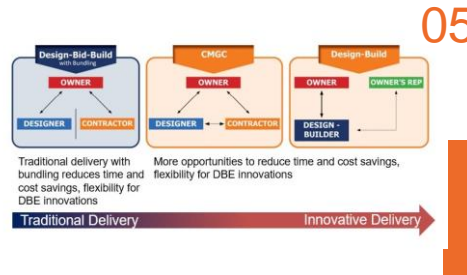 05
Design-Bid-Build
with Bundling
OWNER
DESIGNER
CONTRACTOR
CMGC
OWNER
DESIGNER
CONTRACTOR
Design-Build
OWNER
OWNER'S REP
DESIGN -
BUILDER
Traditional delivery with
bundling reduces time and
cost savings, flexibility for
DBE innovations
More opportunities to reduce time and cost savings,
flexibility for DBE innovations
Traditional Delivery
Innovative Delivery